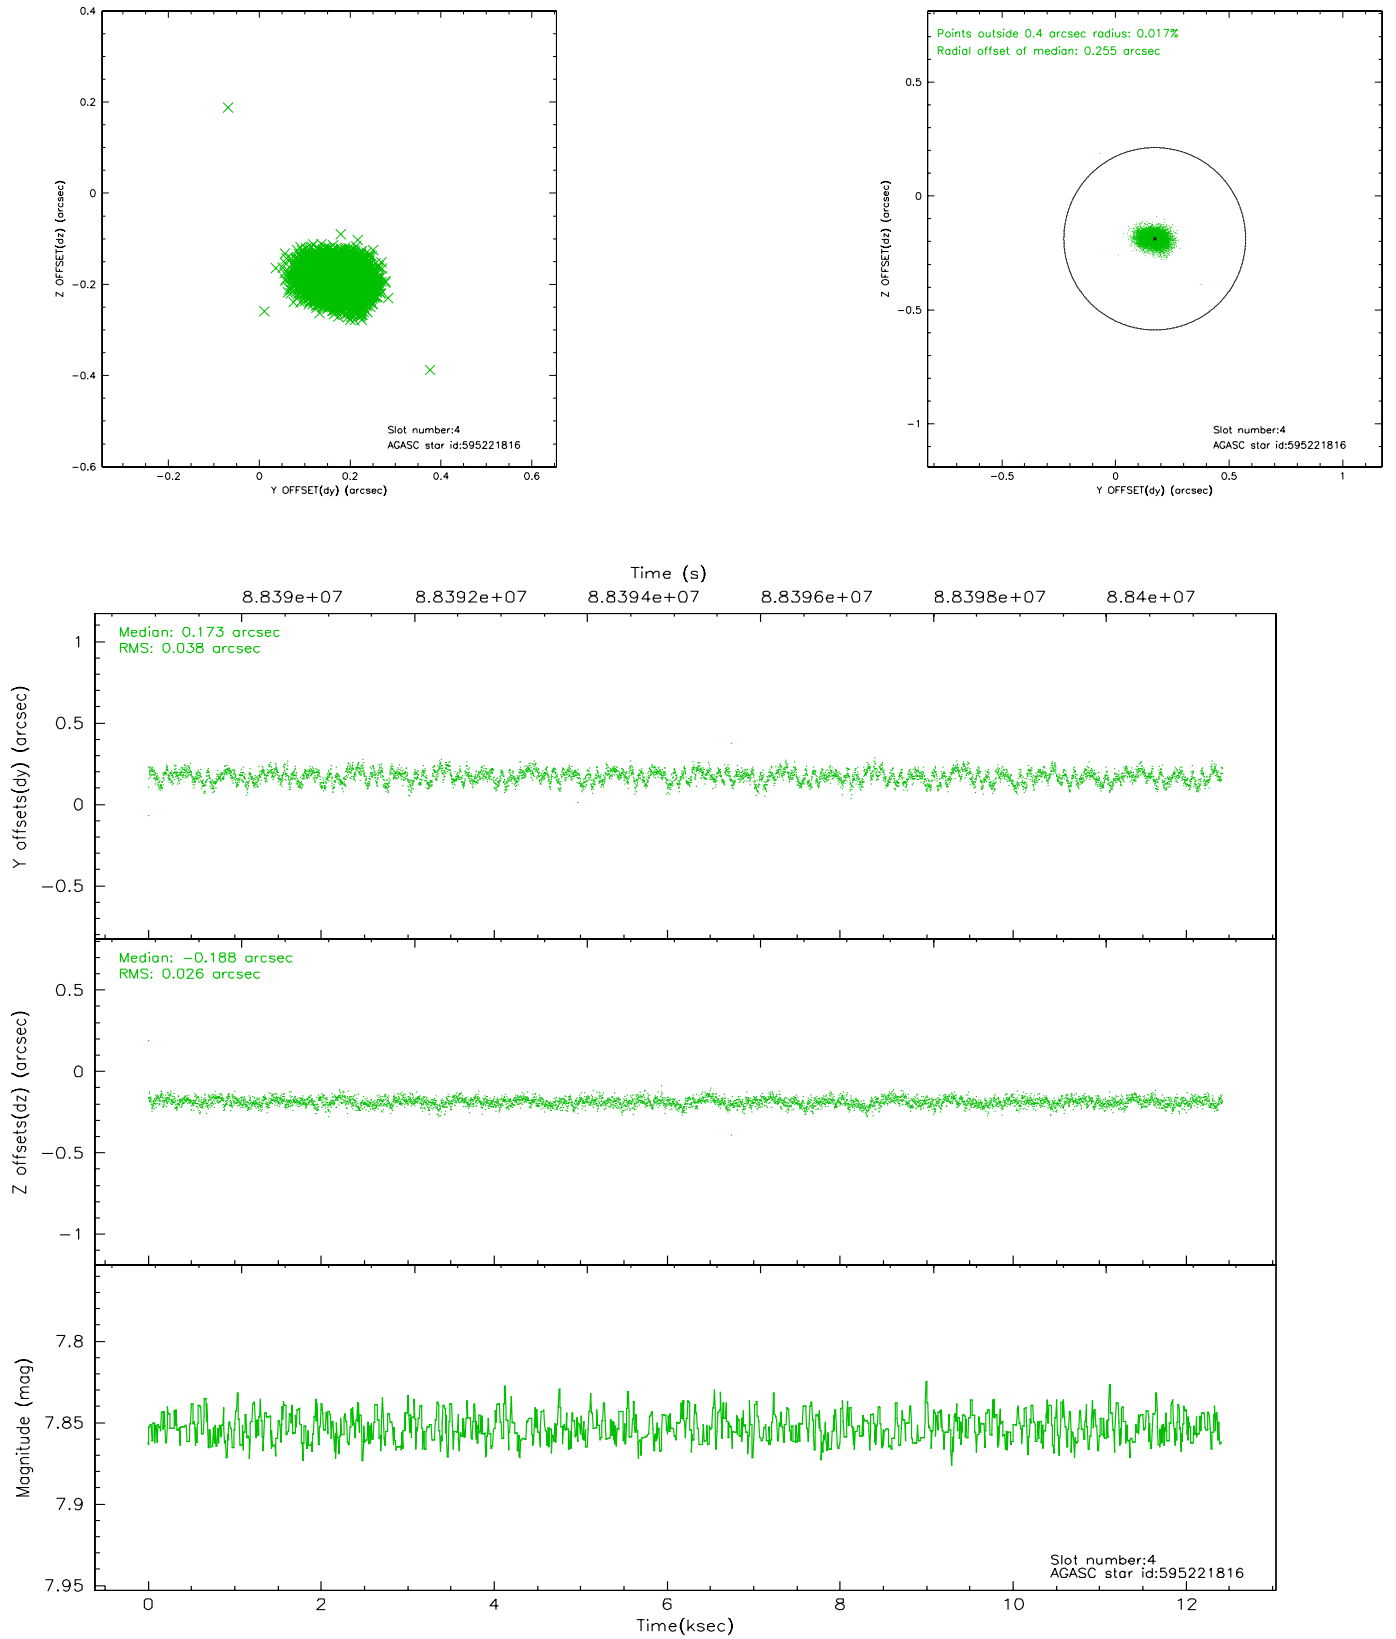 0.4
0.2
0
−0.2
−0.4
−0.6
Z OFFSET(dz) (arcsec)
Slot number:4
AGASC star id:595221816
−0.2 0 0.2 0.4 0.6
Y OFFSET(dy) (arcsec)
Points outside 0.4 arcsec radius: 0.017%
Radial offset of median: 0.255 arcsec
0.5
0
−0.5
−1
Z OFFSET(dz) (arcsec)
Slot number:4
AGASC star id:595221816
−0.5 0 0.5 1
Y OFFSET(dy) (arcsec)
Time (s)
8.839e+07 8.8392e+07 8.8394e+07 8.8396e+07 8.8398e+07 8.84e+07
Median: 0.173 arcsec
RMS: 0.038 arcsec
1
0.5
0
−0.5
Y offsets(dy) (arcsec)
Median: −0.188 arcsec
RMS: 0.026 arcsec
0.5
0
−0.5
−1
Z offsets(dz) (arcsec)
7.8
7.85
7.9
7.95
Magnitude (mag)
Slot number:4
AGASC star id:595221816
0 2 4 6 8 10 12
Time(ksec)